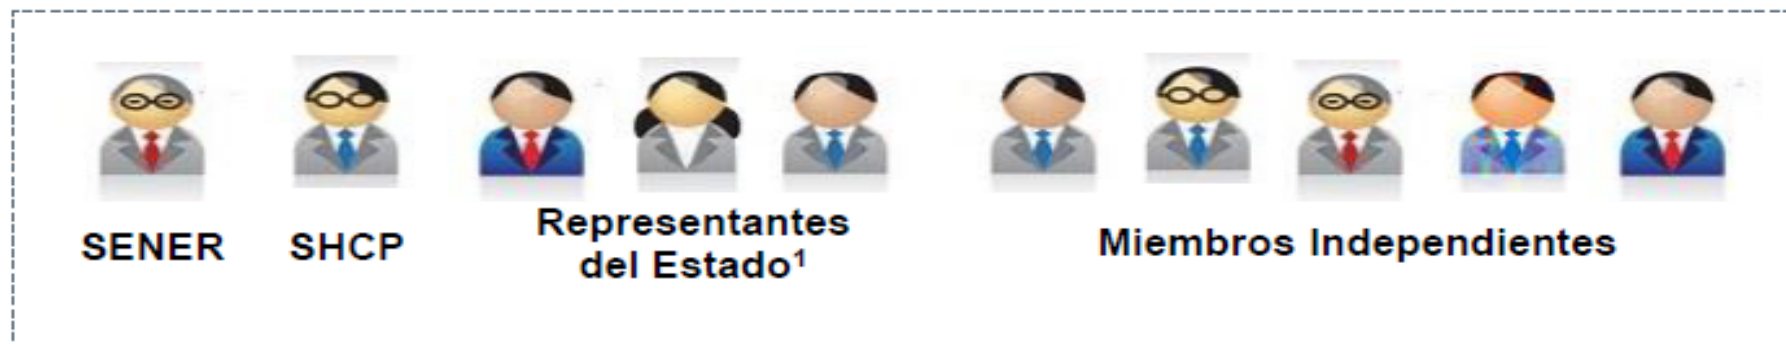 SENER
SHCP
Representantes
del Estado¹
Miembros Independientes